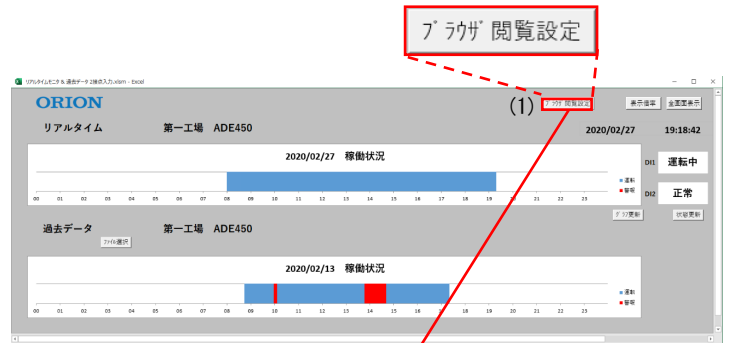 ﾌﾞﾗｳｻﾞ閲覧設定
リアルタイムモニタ & 過去データ 2接点入力.xlsm - Excel
ORION
(1) ﾌﾞﾗｳｻﾞ閲覧設定 表示倍率 全画面表示
リアルタイム 第一工場 ADE450 2020/02/27 19:18:42
2020/02/27 稼働状況
DI1 運転中
運転
警報
DI2 正常
00 01 02 03 04 05 06 07 08 09 10 11 12 13 14 15 16 17 18 19 20 21 22 23
ｸﾞﾗﾌ更新 状態更新
過去データ 第一工場 ADE450
ﾌｧｲﾙ選択
2020/02/13 稼働状況
運転
警報
00 01 02 03 04 05 06 07 08 09 10 11 12 13 14 15 16 17 18 19 20 21 22 23